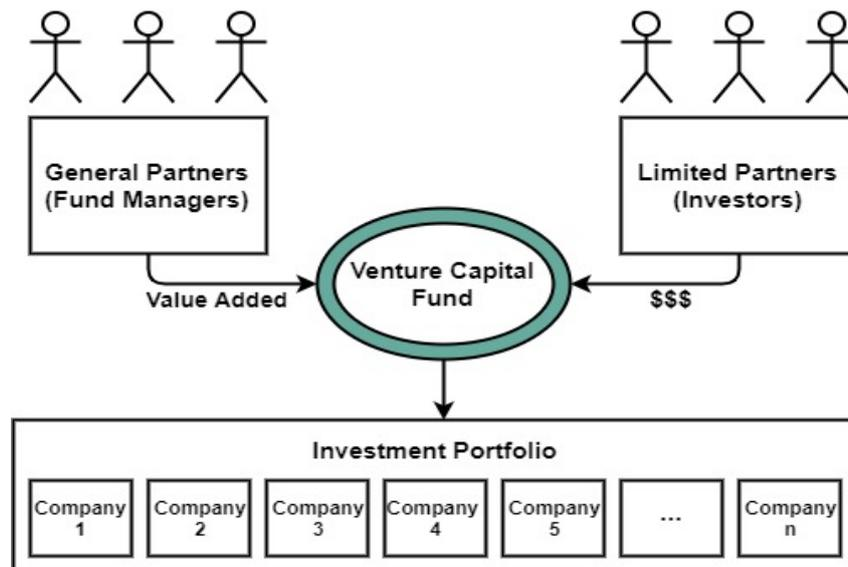 General Partners
(Fund Managers)
Limited Partners
(Investors)
Venture Capital
Fund
Value Added
$$$
Investment Portfolio
Company
1
Company
2
Company
3
Company
4
Company
5
...
Company
n